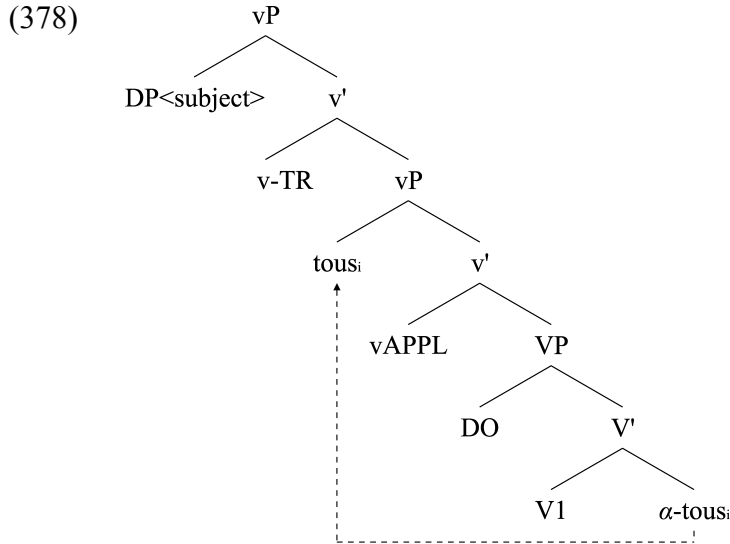 (378)
vP
DP<subject> v'
v-TR vP
tousᵢ v'
vAPPL VP
DO V'
V1 α-tousᵢ